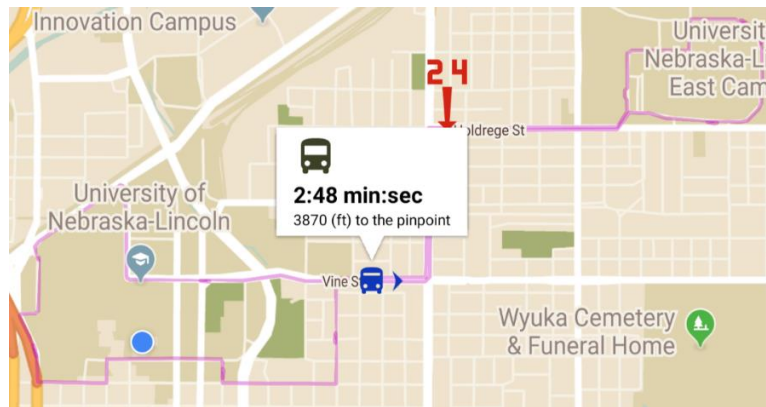 Innovation Campus
Universit
Nebraska-L
East Cam
24
Holdrege St
2:48 min:sec
3870 (ft) to the pinpoint
University of
Nebraska-Lincoln
Vine S
Wyuka Cemetery
& Funeral Home